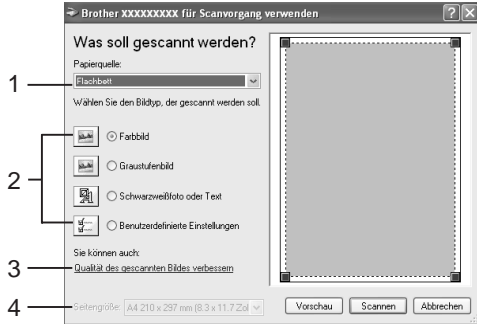 Brother XXXXXXXXX für Scanvorgang verwenden
Was soll gescannt werden?
Papierquelle:
1
Flachbett
Wählen Sie den Bildtyp, der gescannt werden soll.
Farbbild
Graustufenbild
2
Schwarzweißfoto oder Text
Benutzerdefinierte Einstellungen
Sie können auch:
3
Qualität des gescannten Bildes verbessern
4
Seitengröße: A4 210 x 297 mm (8.3 x 11.7 Zol
Vorschau Scannen Abbrechen